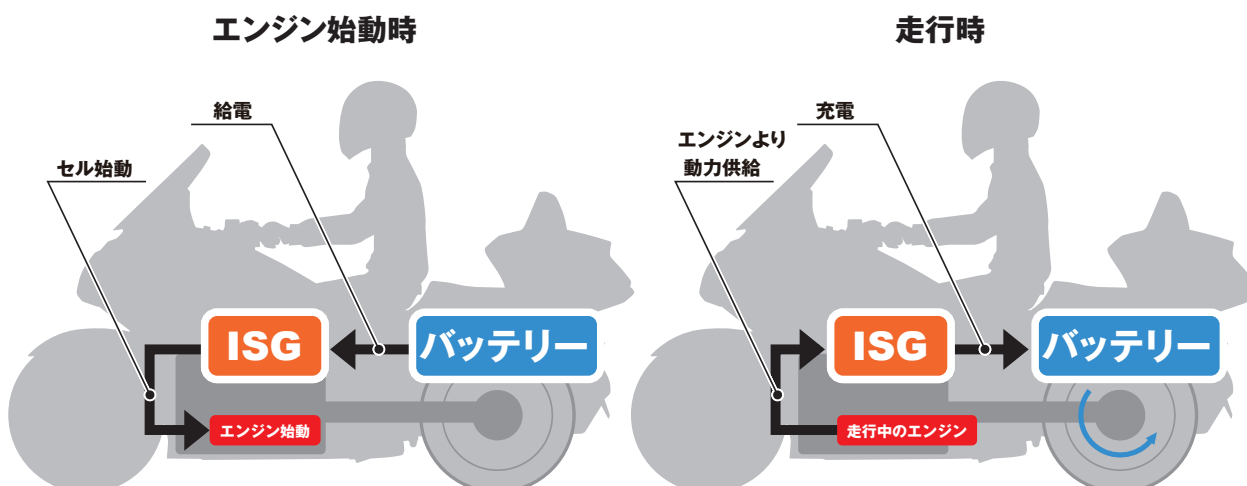 エンジン始動時
給電
セル始動
ISG
バッテリー
エンジン始動
走行時
充電
エンジンより
動力供給
ISG
バッテリー
走行中のエンジン